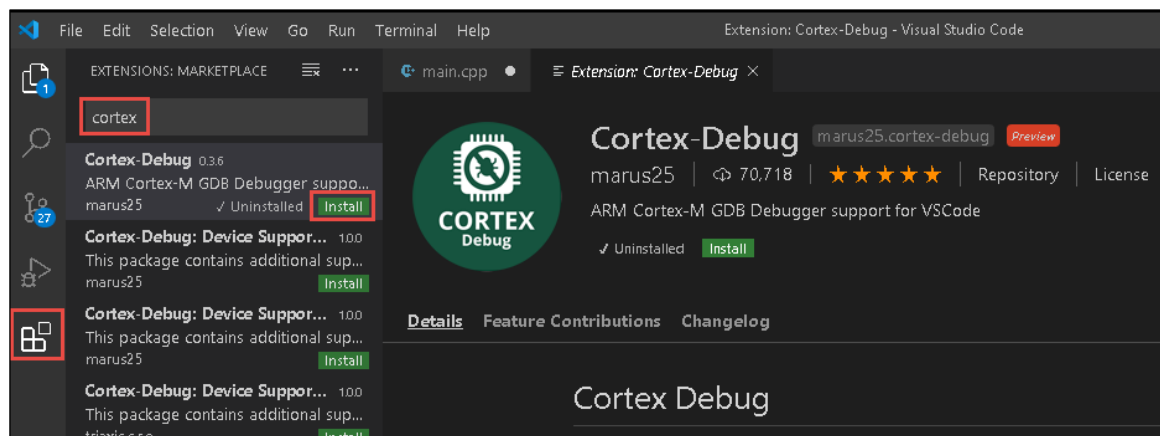 File Edit Selection View Go Run Terminal Help
Extension: Cortex-Debug - Visual Studio Code
EXTENSIONS: MARKETPLACE
main.cpp
Extension: Cortex-Debug
1
cortex
27
Cortex-Debug 0.3.6
ARM Cortex-M GDB Debugger suppo...
marus25 ✓ Uninstalled Install
Cortex-Debug: Device Suppor... 1.0.0
This package contains additional sup...
marus25 Install
Cortex-Debug: Device Suppor... 1.0.0
This package contains additional sup...
marus25 Install
Cortex-Debug: Device Suppor... 1.0.0
This package contains additional sup...
CORTEX
Debug
Cortex-Debug marus25.cortex-debug Preview
marus25 70,718 ★★★★★ Repository License
ARM Cortex-M GDB Debugger support for VSCode
✓ Uninstalled Install
Details Feature Contributions Changelog
Cortex Debug